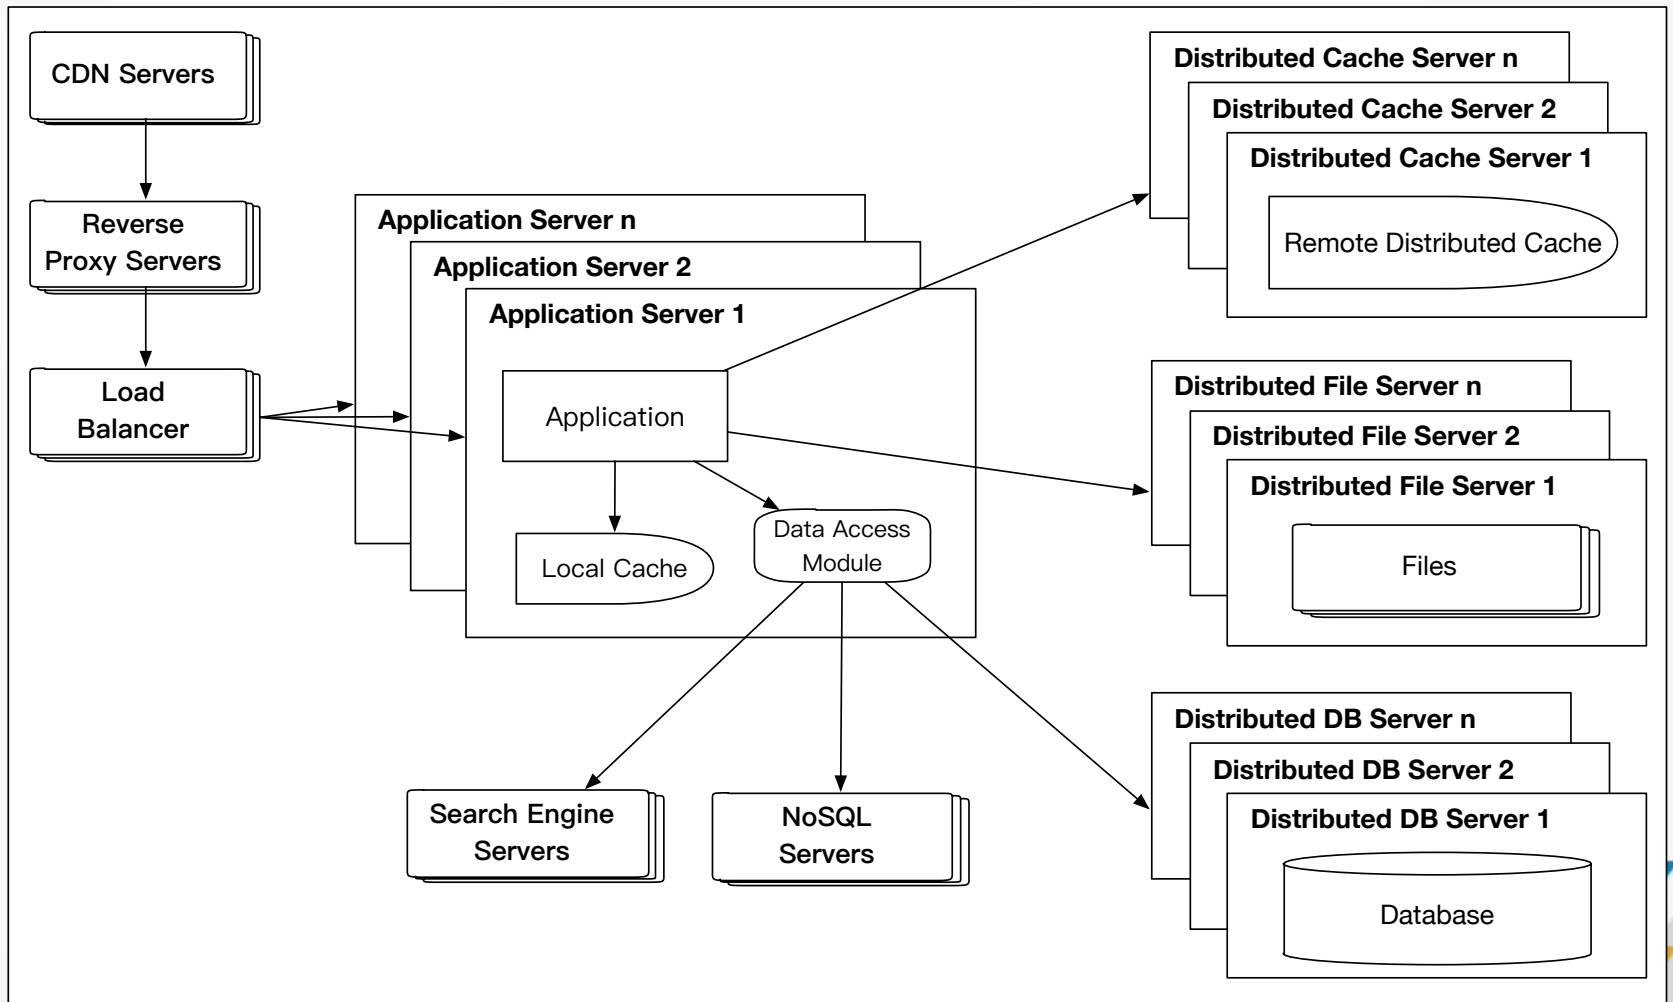 CDN Servers
Reverse
Proxy Servers
Load
Balancer
Application Server n
Application Server 2
Application Server 1
Application
Local Cache
Data Access
Module
Search Engine
Servers
NoSQL
Servers
Distributed Cache Server n
Distributed Cache Server 2
Distributed Cache Server 1
Remote Distributed Cache
Distributed File Server n
Distributed File Server 2
Distributed File Server 1
Files
Distributed DB Server n
Distributed DB Server 2
Distributed DB Server 1
Database